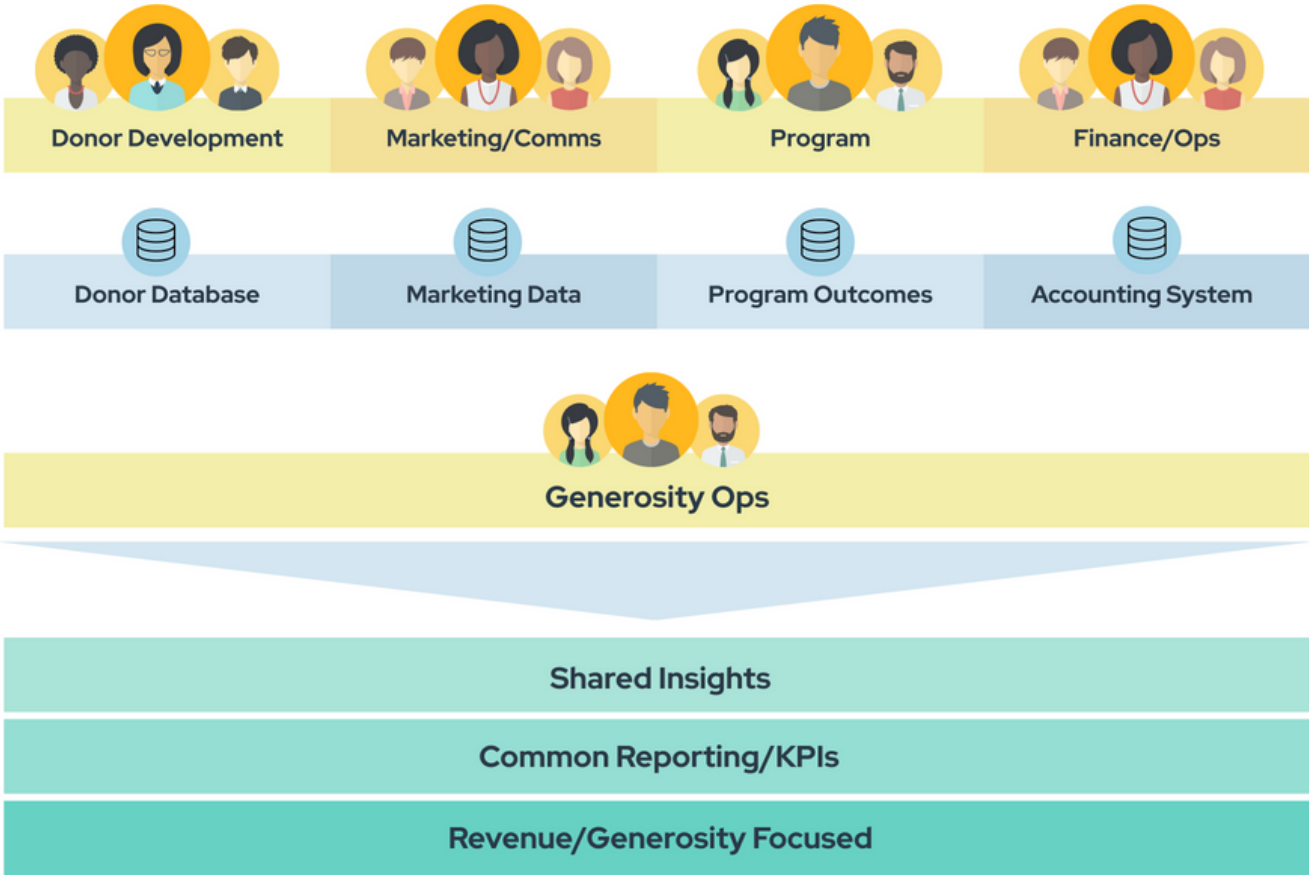 Donor Development
Marketing/Comms
Program
Finance/Ops
Donor Database
Marketing Data
Program Outcomes
Accounting System
Generosity Ops
Shared Insights
Common Reporting/KPIs
Revenue/Generosity Focused